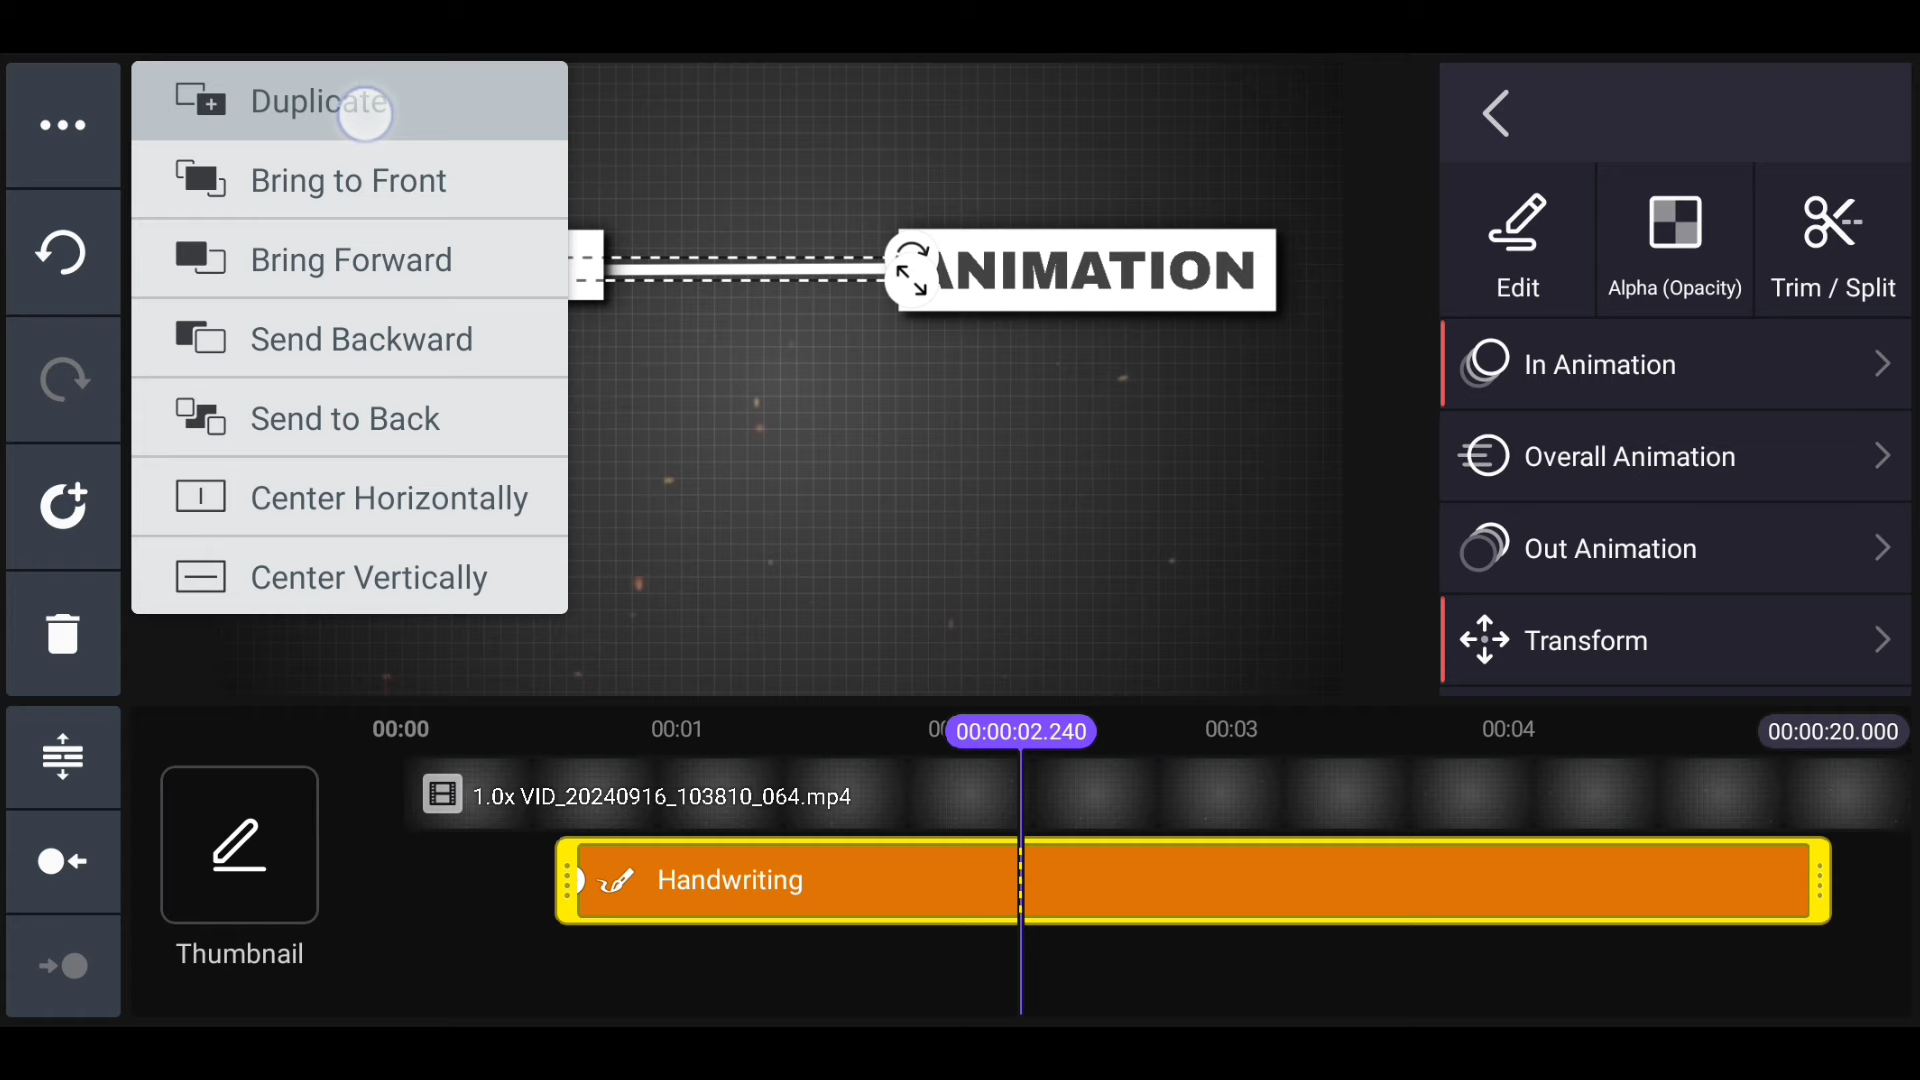 Duplicate
Bring to Front
Bring Forward
Send Backward
Send to Back
Center Horizontally
Center Vertically
ANIMATION
Edit
Alpha (Opacity)
Trim / Split
In Animation
Overall Animation
Out Animation
Transform
00:00
00:01
00:00:02.240
00:03
00:04
00:00:20.000
1.0x VID_20240916_103810_064.mp4
Handwriting
Thumbnail